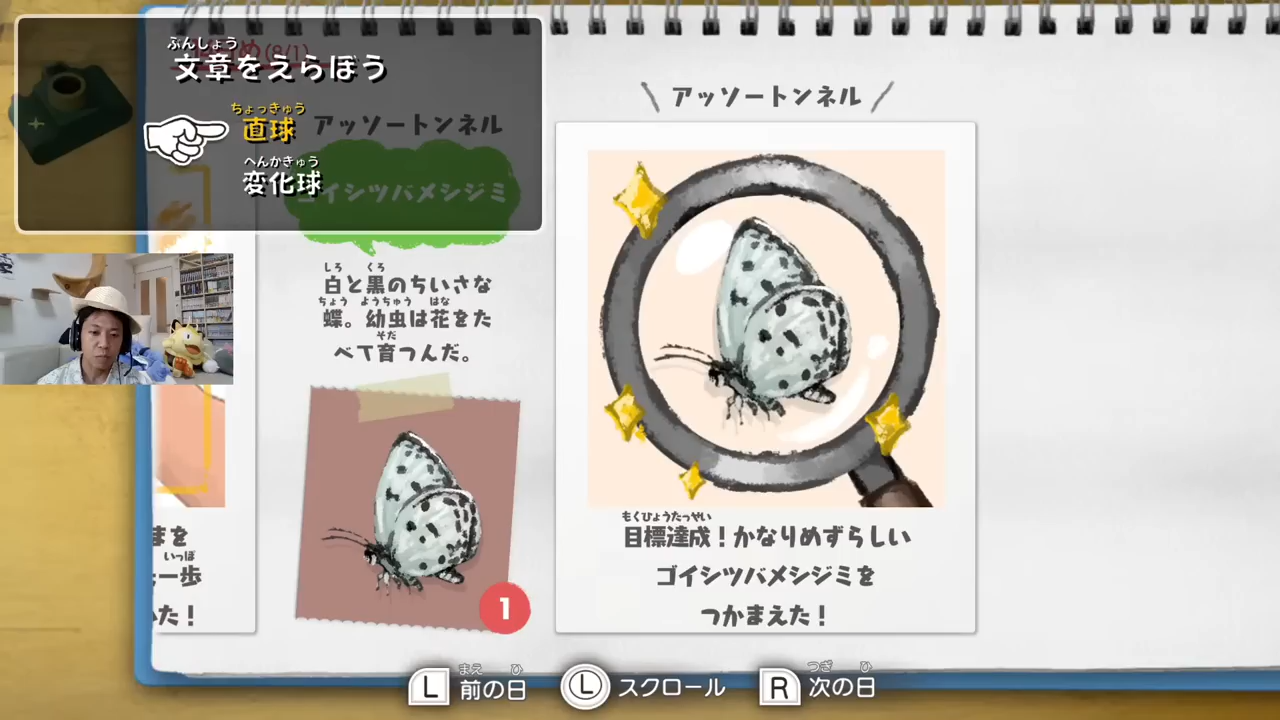 ぶんしょう
文章をえらぼう
ちょっきゅう
直球
へんかきゅう
変化球
め(8/1)
アッソートンネル
ゴイシツバメシジミ
しろ くろ
白と黒のちいさな
ちょう ようちゅう はな
蝶。幼虫は花をた
そだ
べて育つんだ。
1
まを
いっぽ
一歩
た!
アッソートンネル
もくひょうたっせい
目標達成!かなりめずらしい
ゴイシツバメシジミを
つかまえた!
L
まえ ひ
前の日
L
スクロール
R
つぎ ひ
次の日